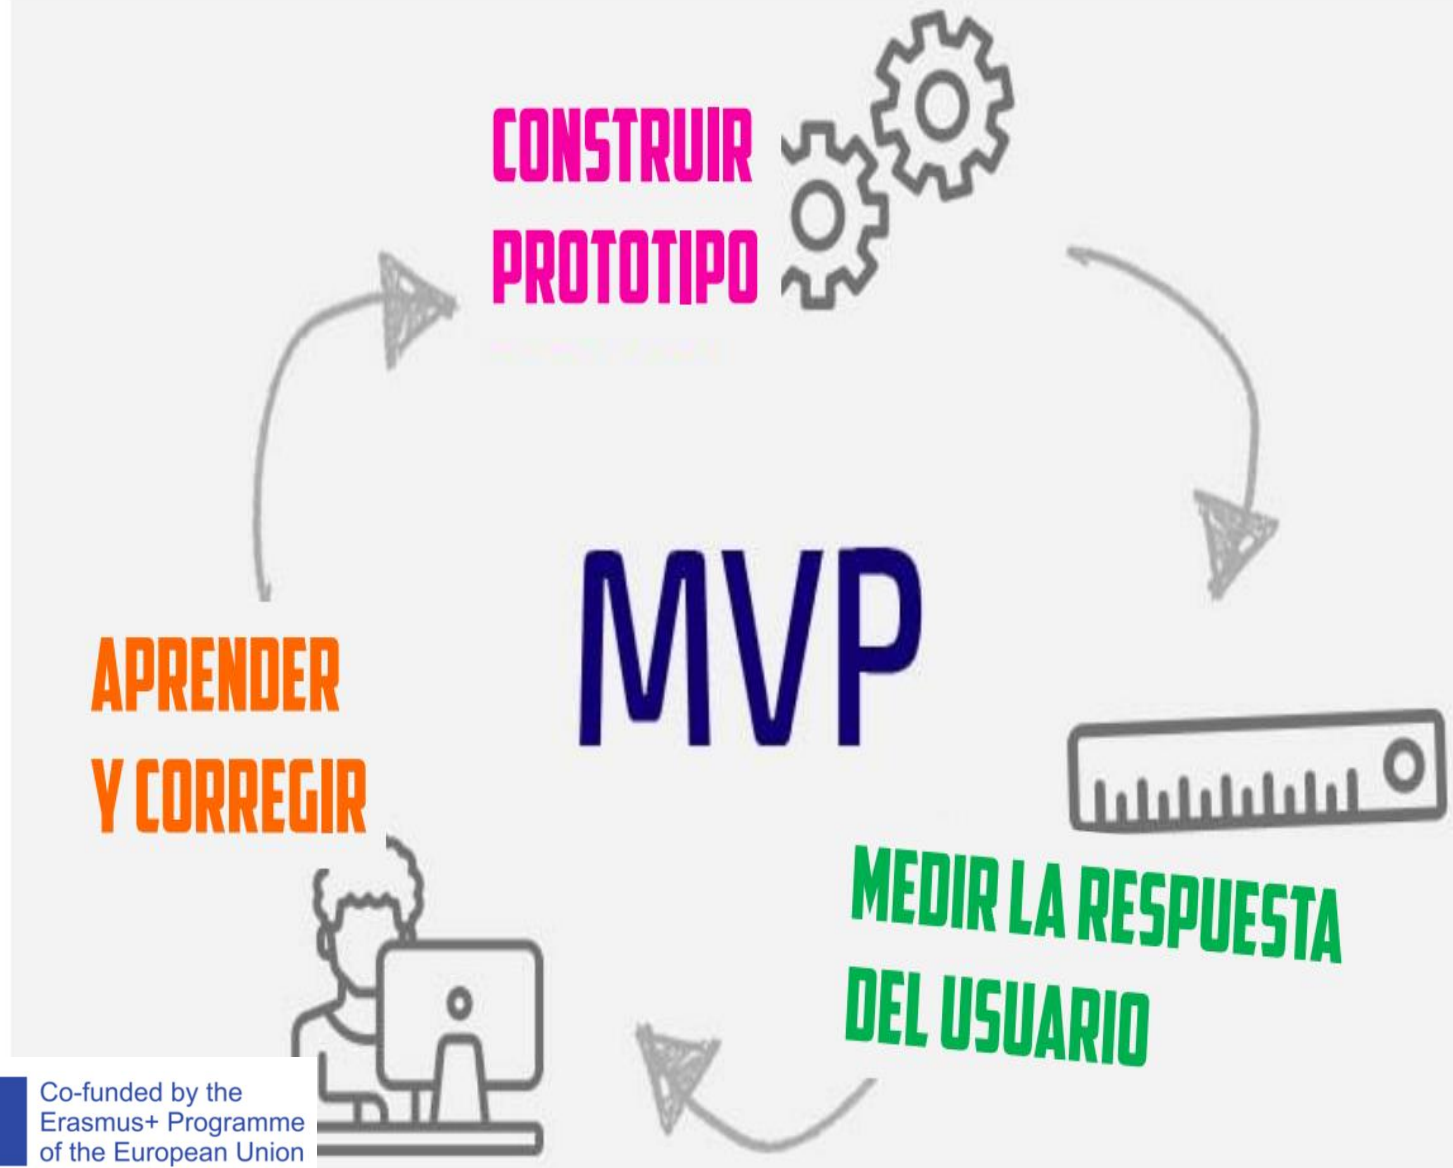 CONSTRUIR
PROTOTIPO
MVP
APRENDER
Y CORREGIR
MEDIR LA RESPUESTA
DEL USUARIO
Co-funded by the
Erasmus+ Programme
of the European Union